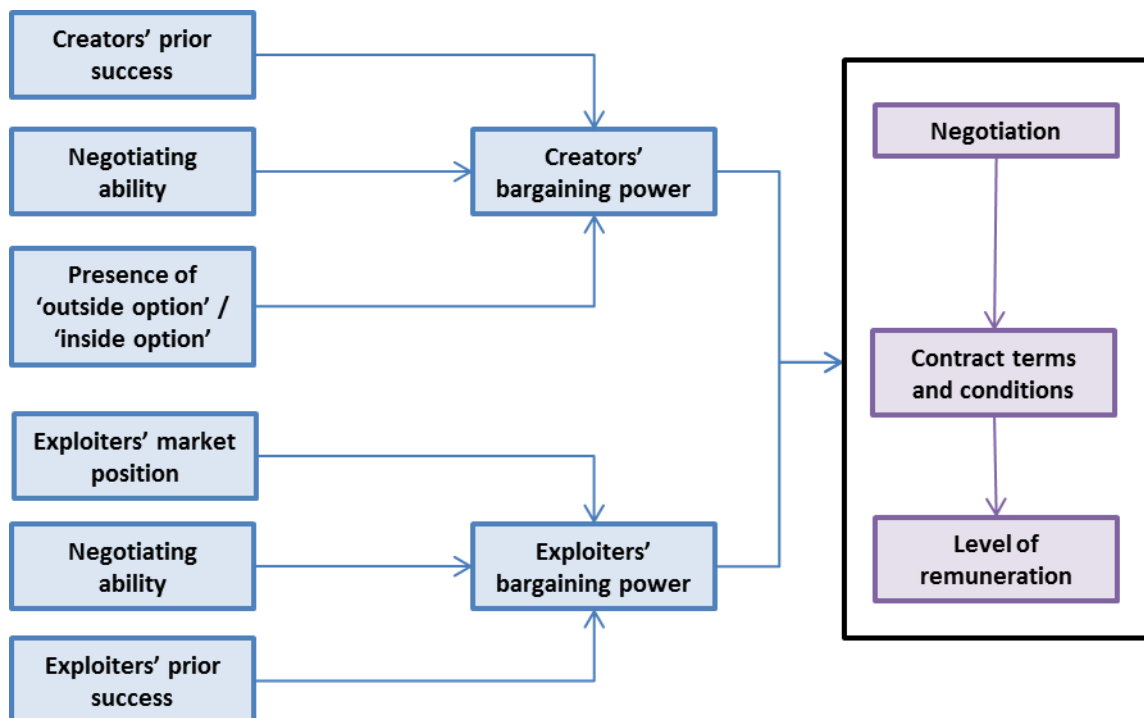 Creators’ prior
success
Negotiating
ability
Presence of
‘outside option’ /
‘inside option’
Creators’
bargaining power
Exploiters’ market
position
Negotiating
ability
Exploiters’ prior
success
Exploiters’
bargaining power
Negotiation
Contract terms
and conditions
Level of
remuneration